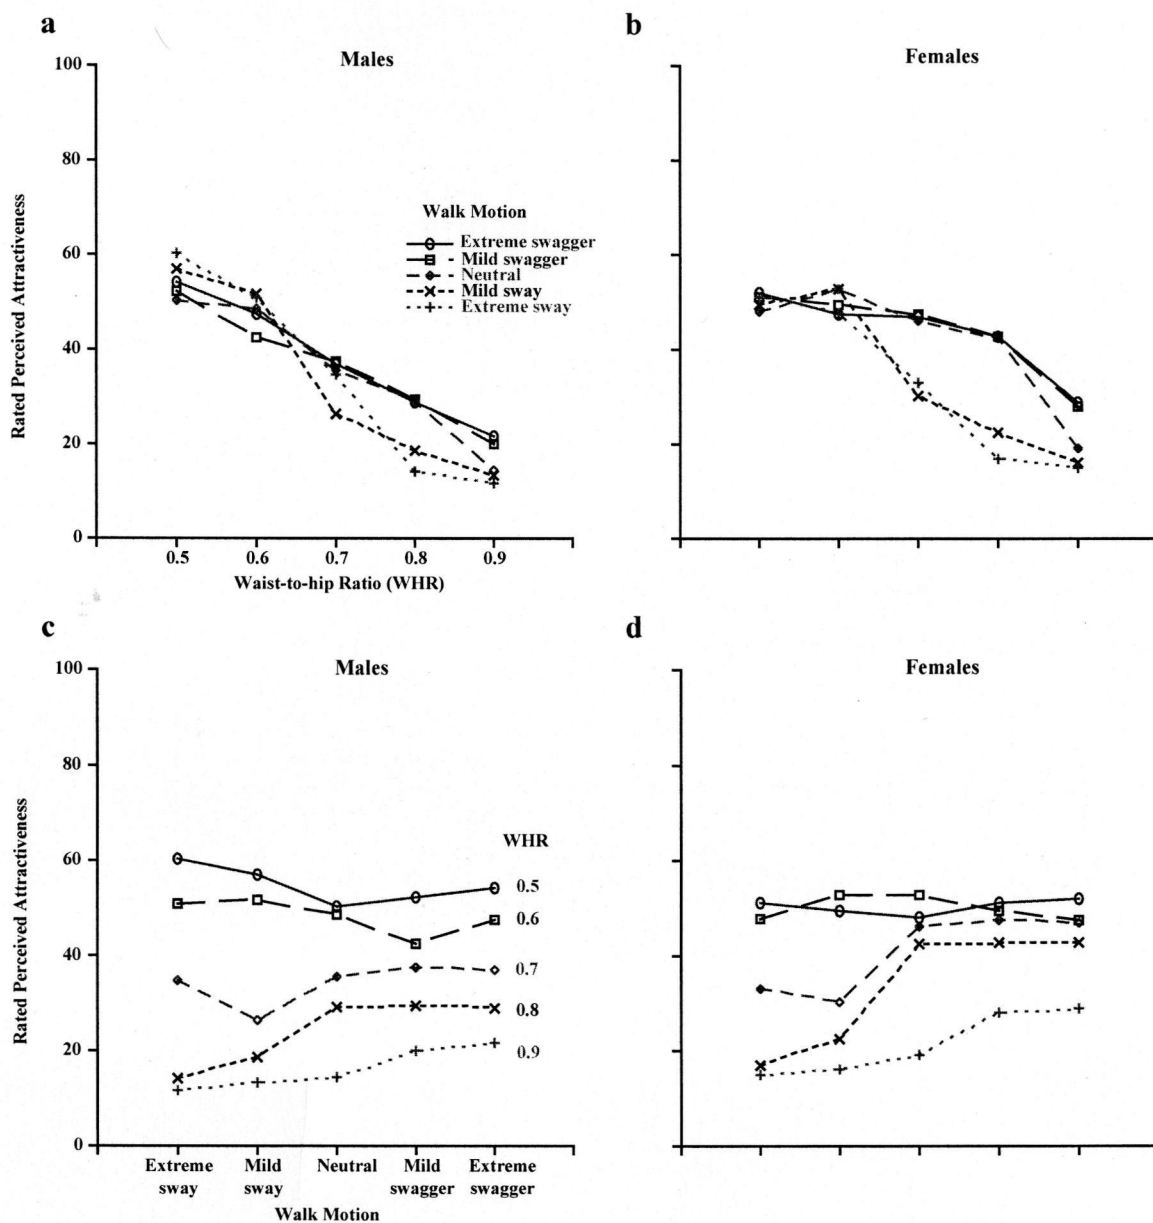 a
Males
100
80
60
40
20
0
Rated Perceived Attractiveness
Walk Motion
Extreme swagger
Mild swagger
Neutral
Mild sway
Extreme sway
0.5 0.6 0.7 0.8 0.9
Waist-to-hip Ratio (WHR)
b
Females
c
Males
100
80
60
40
20
0
Rated Perceived Attractiveness
WHR
0.5
0.6
0.7
0.8
0.9
Extreme Mild Neutral Mild Extreme
sway sway swagger swagger
Walk Motion
d
Females